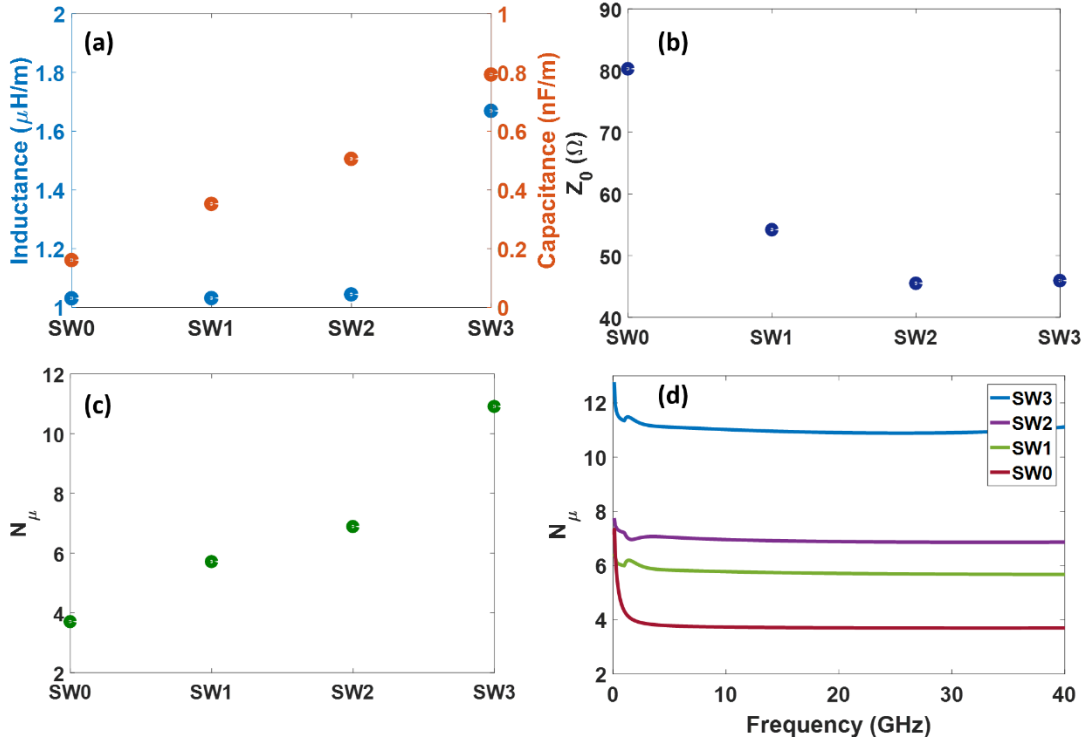 (a)
2
1.8
1.6
1.4
1.2
1
Inductance (μH/m)
1
0.8
0.6
0.4
0.2
0
Capacitance (nF/m)
SW0 SW1 SW2 SW3
(b)
90
80
70
60
50
40
Z0 (Ω)
SW0 SW1 SW2 SW3
(c)
12
10
8
6
4
2
Nμ
SW0 SW1 SW2 SW3
(d)
12
10
8
6
4
2
Nμ
SW3
SW2
SW1
SW0
0 10 20 30 40
Frequency (GHz)